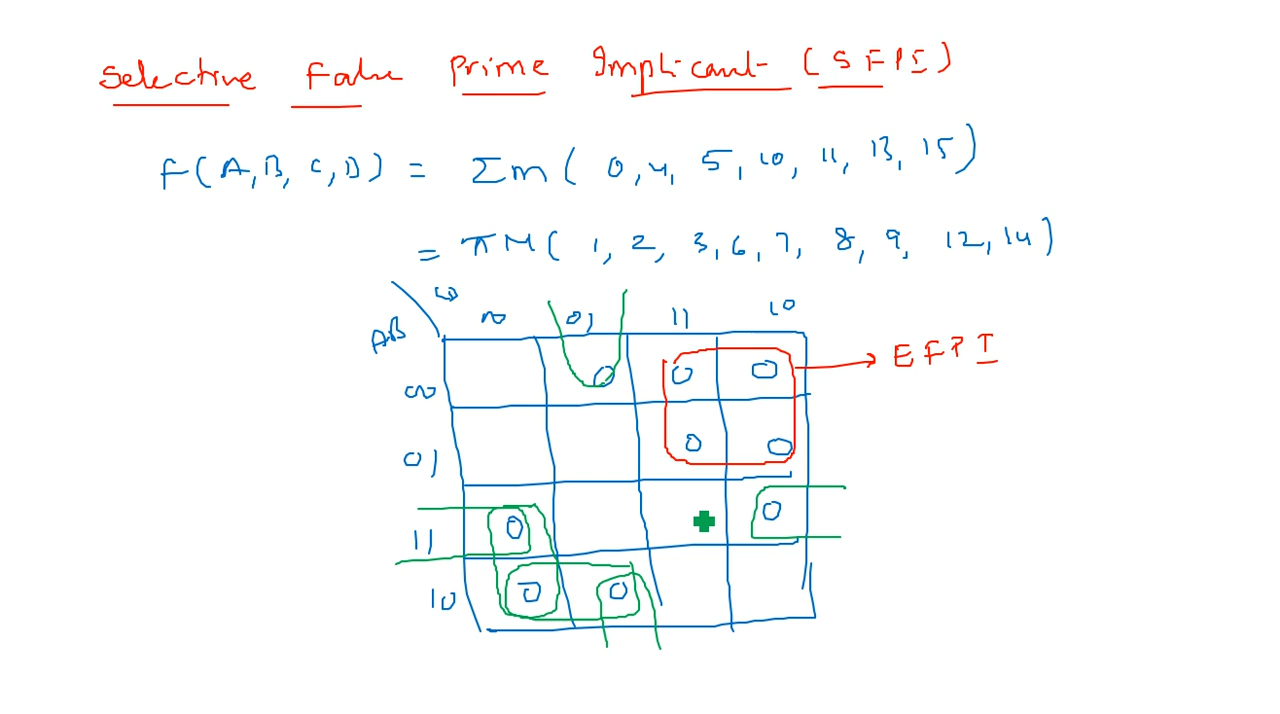 Selective False Prime Implicant (SFPI)
F(A,B,C,D) = Σm( 0,4, 5, 10, 11, 13, 15)
= πM( 1, 2, 3, 6, 7, 8, 9, 12, 14)
CD
AB
00 01 11 10
00 0 0 0
EFPI
01 0 0
11 0 0
10 0 0